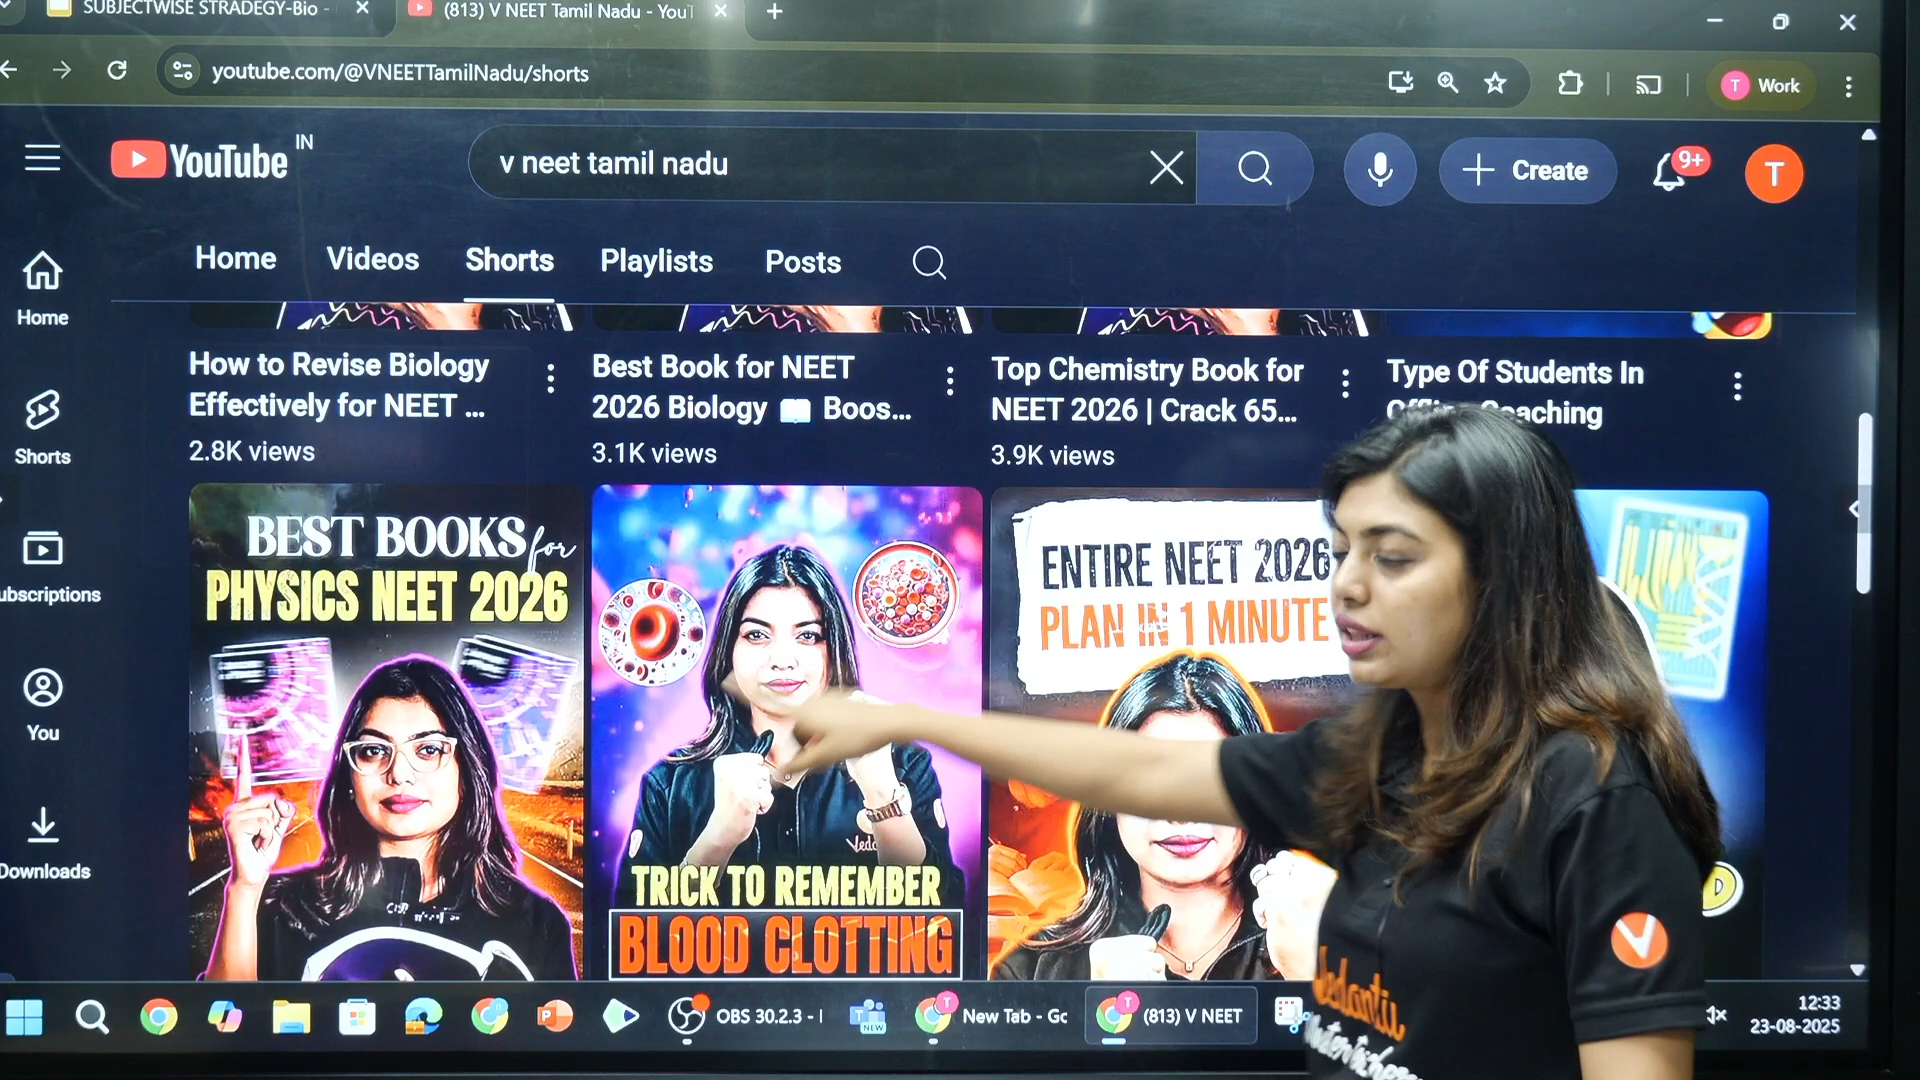 SUBJECTWISE STRADEGY-Bio -
(813) V NEET Tamil Nadu - YouT
youtube.com/@VNEETTamilNadu/shorts
T Work
YouTube IN
v neet tamil nadu
Create
9+
T
Home
Videos
Shorts
Playlists
Posts
Home
Shorts
ubscriptions
You
Downloads
How to Revise Biology
Effectively for NEET ...
2.8K views
Best Book for NEET
2026 Biology 📖 Boos...
3.1K views
Top Chemistry Book for
NEET 2026 | Crack 65...
3.9K views
Type Of Students In
Coaching
BEST BOOKS for
PHYSICS NEET 2026
TRICK TO REMEMBER
BLOOD CLOTTING
ENTIRE NEET 2026
PLAN IN 1 MINUTE
D
V
Vedantu
OBS 30.2.3 - 
NEW
T
New Tab - Go
T
(813) V NEET
12:33
23-08-2025